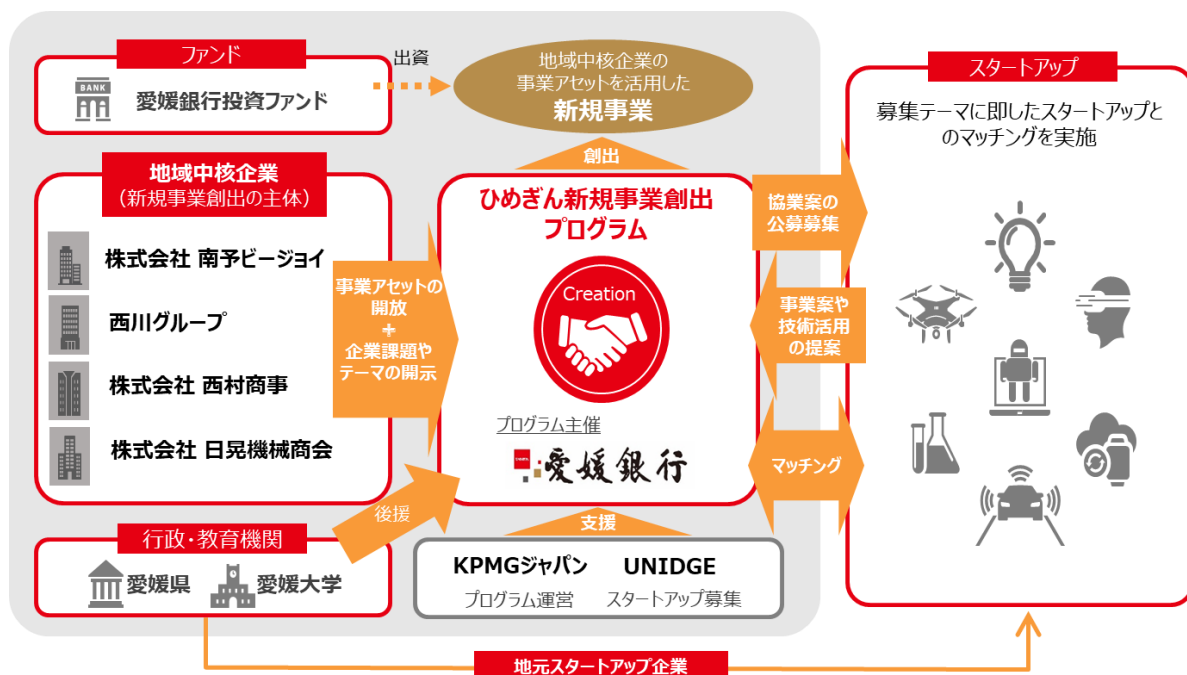 ファンド
BANK
愛媛銀行投資ファンド
出資
地域中核企業の
事業アセットを活用した
新規事業
創出
地域中核企業
(新規事業創出の主体)
株式会社 南予ビージョイ
西川グループ
株式会社 西村商事
株式会社 日晃機械商会
事業アセットの
開放
+
企業課題や
テーマの開示
ひめぎん新規事業創出
プログラム
Creation
プログラム主催
愛媛銀行
協業案の
公募募集
事業案や
技術活用
の提案
マッチング
スタートアップ
募集テーマに即したスタートアップと
のマッチングを実施
行政・教育機関
愛媛県
愛媛大学
後援
支援
KPMGジャパン
プログラム運営
UNIDGE
スタートアップ募集
地元スタートアップ企業